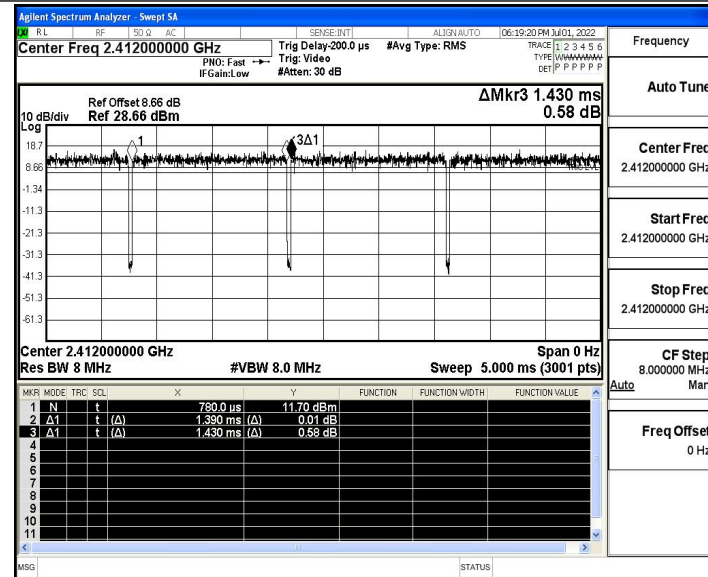 Agilent Spectrum Analyzer - Swept SA
RL RF 50 Ω AC SENSE:INT ALIGN AUTO 06:19:20 PM Jul 01, 2022
Center Freq 2.412000000 GHz
PNO: Fast
IFGain:Low
Trig Delay-200.0 µs
Trig: Video
#Atten: 30 dB
#Avg Type: RMS
TRACE 1 2 3 4 5 6
TYPE WWWWWW
DET P P P P P P
Ref Offset 8.66 dB
Ref 28.66 dBm
10 dB/div
Log
ΔMkr3 1.430 ms
0.58 dB
1
3Δ1
18.7
8.66
-1.34
-11.3
-21.3
-31.3
-41.3
-51.3
-61.3
Center 2.412000000 GHz Span 0 Hz
Res BW 8 MHz #VBW 8.0 MHz Sweep 5.000 ms (3001 pts)
MKR MODE TRC SCL X Y FUNCTION FUNCTION WIDTH FUNCTION VALUE
1 N t 780.0 us 11.70 dBm
2 Δ1 t (Δ) 1.390 ms (Δ) 0.01 dB
3 Δ1 t (Δ) 1.430 ms (Δ) 0.58 dB
4
5
6
7
8
9
10
11
MSG STATUS
Frequency
Auto Tune
Center Freq
2.412000000 GHz
Start Freq
2.412000000 GHz
Stop Freq
2.412000000 GHz
CF Step
8.000000 MHz
Auto Man
Freq Offset
0 Hz